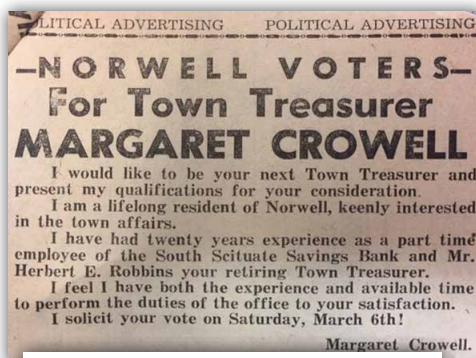 POLITICAL ADVERTISING POLITICAL ADVERTISING
—NORWELL VOTERS—
For Town Treasurer
MARGARET CROWELL
I would like to be your next Town Treasurer and
present my qualifications for your consideration.
I am a lifelong resident of Norwell, keenly interested
in the town affairs.
I have had twenty years experience as a part time
employee of the South Scituate Savings Bank and Mr.
Herbert E. Robbins your retiring Town Treasurer.
I feel I have both the experience and available time
to perform the duties of the office to your satisfaction.
I solicit your vote on Saturday, March 6th!
Margaret Crowell.